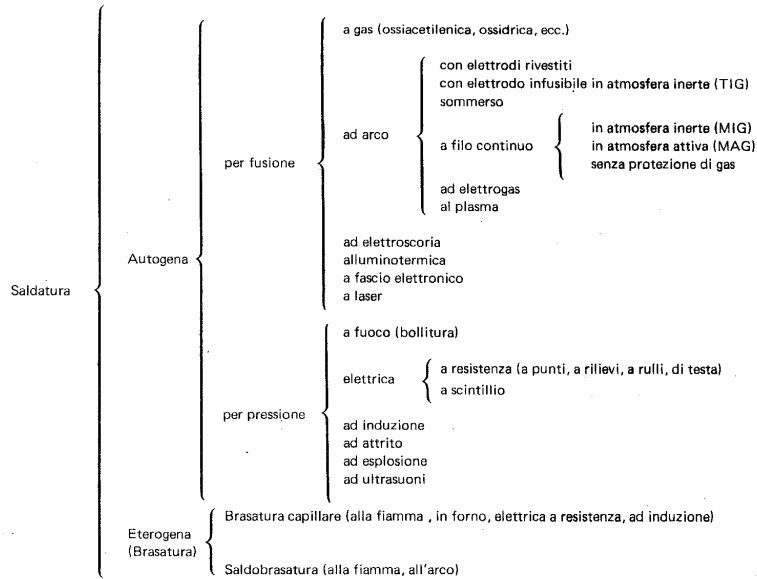 a gas (ossiacetilenica, ossidrica, ecc.)
con elettrodi rivestiti
con elettrodo infusibile in atmosfera inerte (TIG)
sommerso
ad arco
a filo continuo
in atmosfera inerte (MIG)
in atmosfera attiva (MAG)
senza protezione di gas
per fusione
ad elettrogas
al plasma
ad elettroscoria
alluminotermica
a fascio elettronico
a laser
Autogena
Saldatura
a fuoco (bollitura)
elettrica
a resistenza (a punti, a rilievi, a rulli, di testa)
a scintillio
per pressione
ad induzione
ad attrito
ad esplosione
ad ultrasuoni
Eterogena
(Brasatura)
Brasatura capillare (alla fiamma , in forno, elettrica a resistenza, ad induzione)
Saldobrasatura (alla fiamma, all'arco)